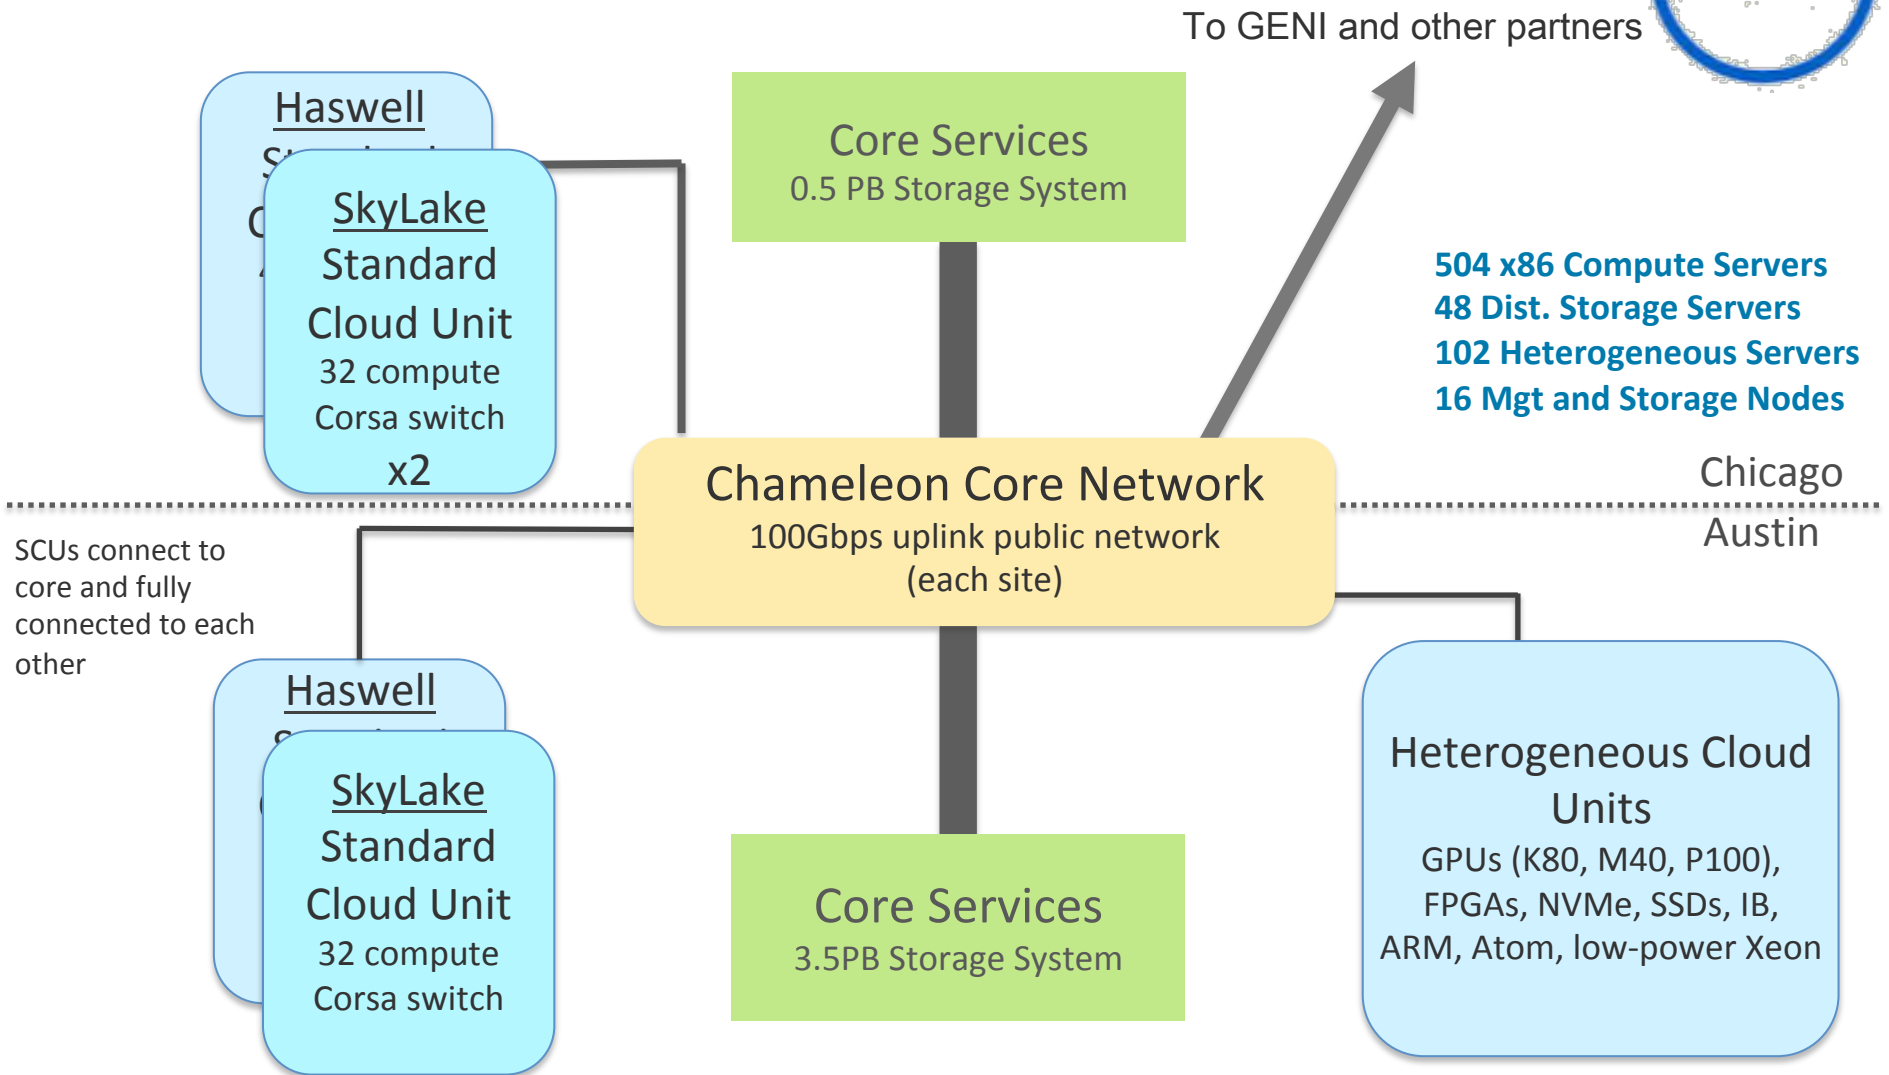 To GENI and other partners
Haswell
SkyLake
Standard
Cloud Unit
32 compute
Corsa switch
x2
Core Services
0.5 PB Storage System
504 x86 Compute Servers
48 Dist. Storage Servers
102 Heterogeneous Servers
16 Mgt and Storage Nodes
Chicago
Austin
Chameleon Core Network
100Gbps uplink public network
(each site)
SCUs connect to
core and fully
connected to each
other
Haswell
SkyLake
Standard
Cloud Unit
32 compute
Corsa switch
Core Services
3.5PB Storage System
Heterogeneous Cloud
Units
GPUs (K80, M40, P100),
FPGAs, NVMe, SSDs, IB,
ARM, Atom, low-power Xeon